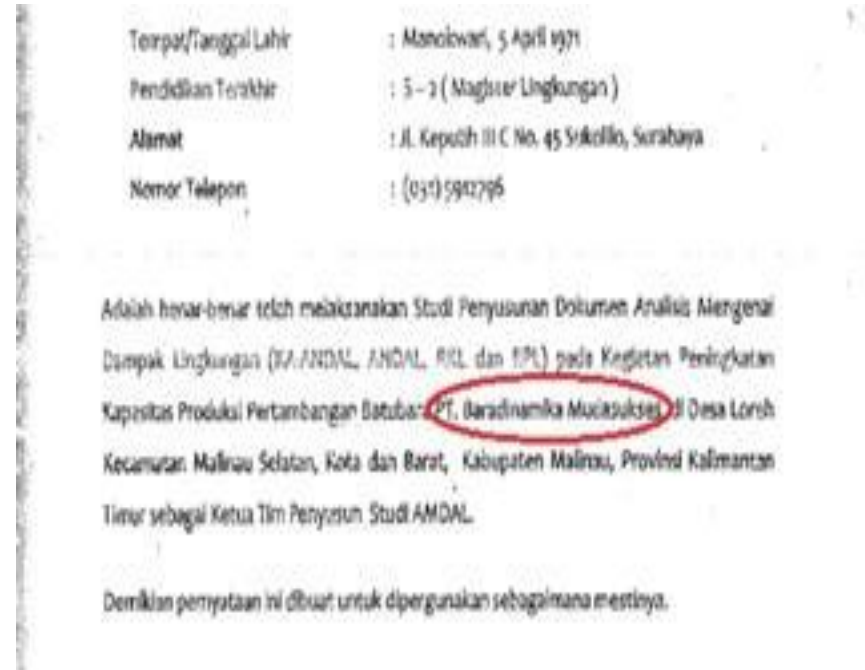 Tempat/Tanggal Lahir : Manokwari, 5 April 1971
Pendidikan Terakhir : S - 2 ( Magister Lingkungan )
Alamat : Jl. Keputih III C No. 45 Sukolilo, Surabaya
Nomor Telepon : (031) 5912796
Adalah benar-benar telah melaksanakan Studi Penyusunan Dokumen Analisis Mengenai
Dampak Lingkungan (KA-ANDAL, ANDAL, RKL dan RPL) pada Kegiatan Peningkatan
Kapasitas Produksi Pertambangan Batubara PT. Baradinamika Mudasukses di Desa Loreh
Kecamatan Malinau Selatan, Kota dan Barat, Kabupaten Malinau, Provinsi Kalimantan
Timur sebagai Ketua Tim Penyusun Studi AMDAL.
Demikian pernyataan ini dibuat untuk dipergunakan sebagaimana mestinya.